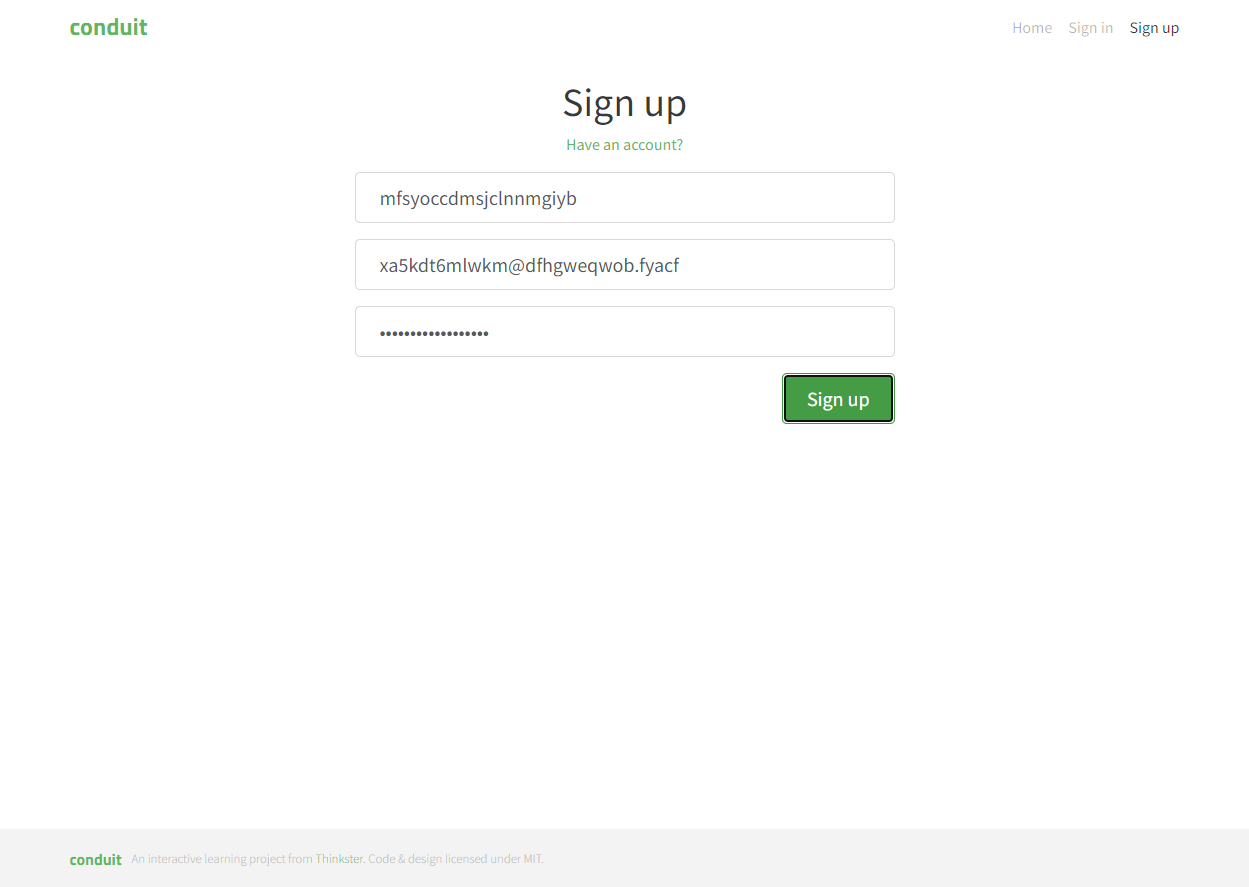 conduit
Home Sign in Sign up
Sign up
Have an account?
mfsyoccdmsjclnnmgiyb
xa5kdt6mlwkm@dfhgweqwob.fyacf
••••••••••••••••••
Sign up
conduit An interactive learning project from Thinkster. Code & design licensed under MIT.